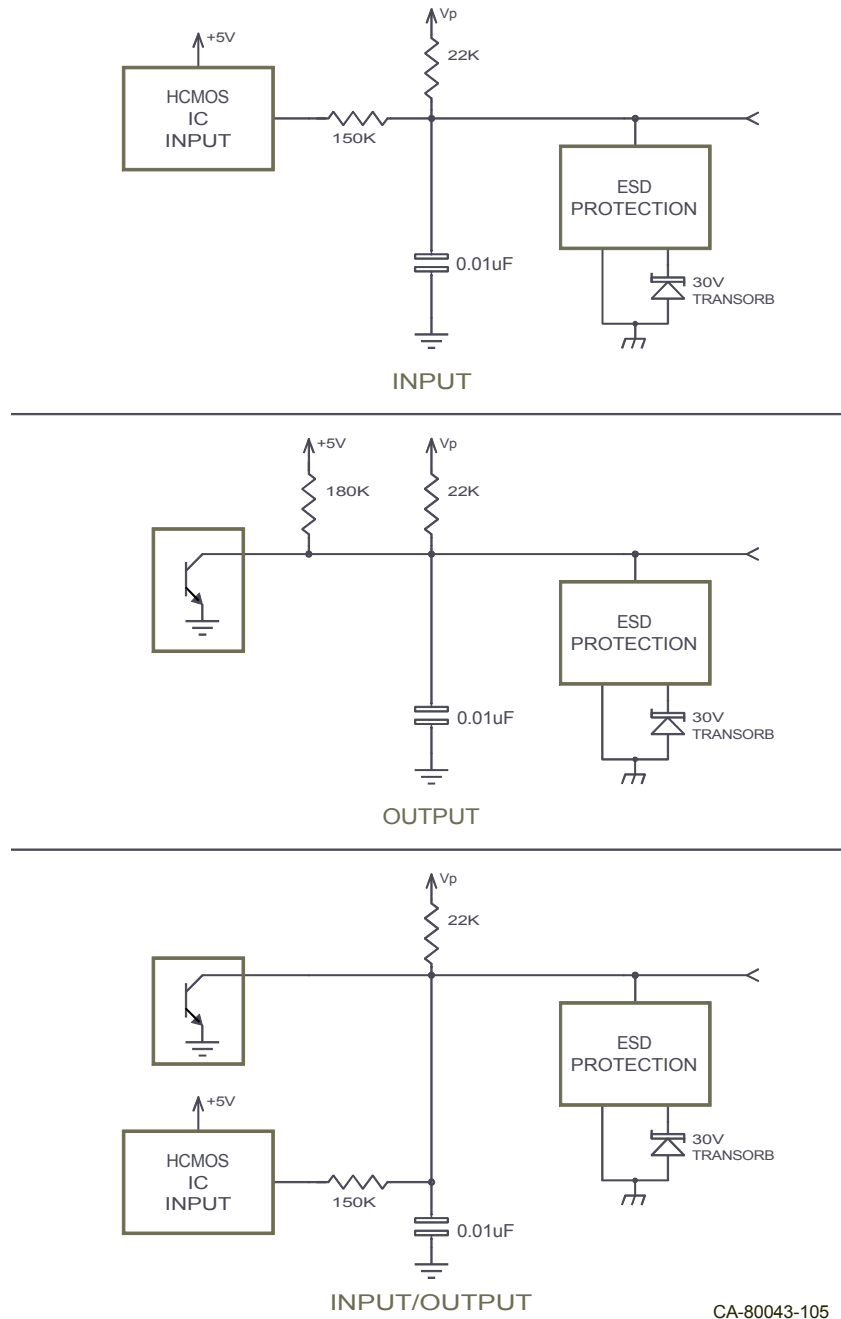 Vp
+5V
22K
HCMOS
IC
INPUT
150K
ESD
PROTECTION
0.01uF
30V
TRANSORB
INPUT
+5V
Vp
180K
22K
ESD
PROTECTION
0.01uF
30V
TRANSORB
OUTPUT
Vp
22K
ESD
PROTECTION
+5V
HCMOS
IC
INPUT
150K
30V
TRANSORB
0.01uF
INPUT/OUTPUT
CA-80043-105